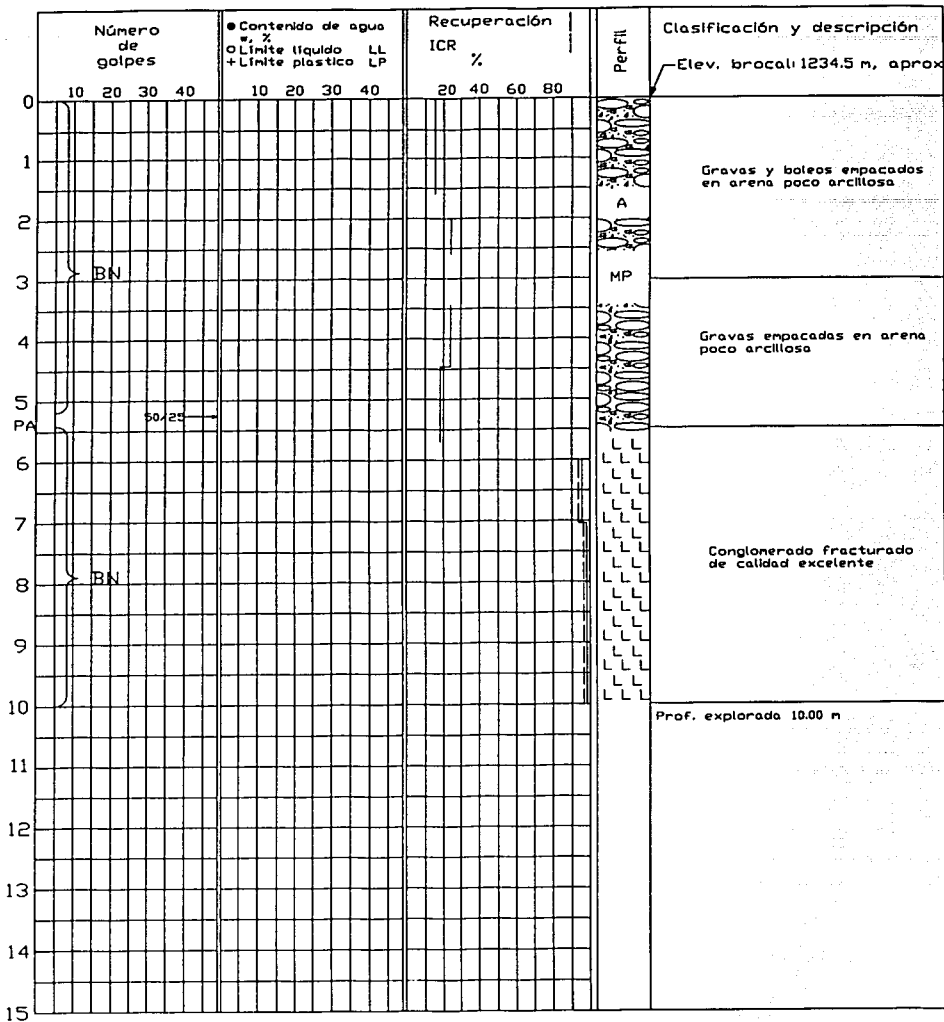 Número
de
golpes
10 20 30 40
● Contenido de agua
w, %
○ Límite líquido LL
+ Límite plastico LP
10 20 30 40
Recuperación
ICR
%
20 40 60 80
Perfil
Clasificación y descripción
Elev. brocal: 1234.5 m, aprox
0
1
2
3
4
5
PA
6
7
8
9
10
11
12
13
14
15
BN
50/25
BN
A
MP
Gravas y boleos empacados
en arena poco arcillosa
Gravas empacadas en arena
poco arcillosa
Conglomerado fracturado
de calidad excelente
Prof. explorada 10.00 m